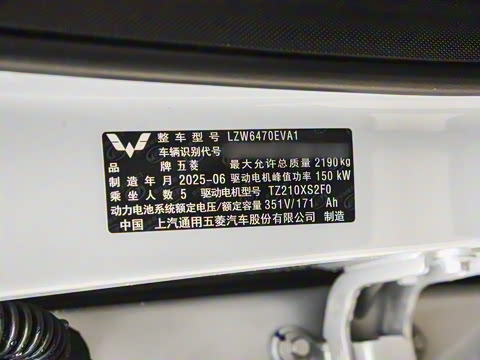 整车型号 LZW6470EVA1
车辆识别代号
品牌 五菱 最大允许总质量 2190kg
制造年月 2025-06 驱动电机峰值功率 150 kW
乘坐人数 5 驱动电机型号 TZ210XS2F0
动力电池系统额定电压/额定容量 351V/171 Ah
中国 上汽通用五菱汽车股份有限公司 制造